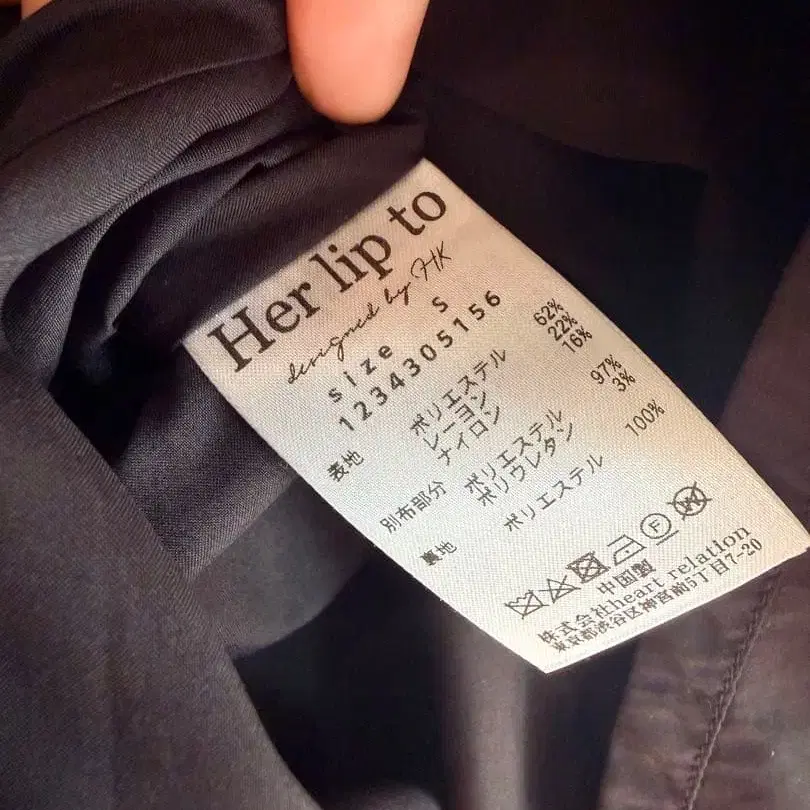 Her lip to
designed by HK
size S
1234305156
表地 ポリエステル 62%
レーヨン 22%
ナイロン 16%
別布部分 ポリエステル 97%
ポリウレタン 3%
裏地 ポリエステル 100%
中国製
株式会社heart relation
東京都渋谷区神宮前5丁目7-20